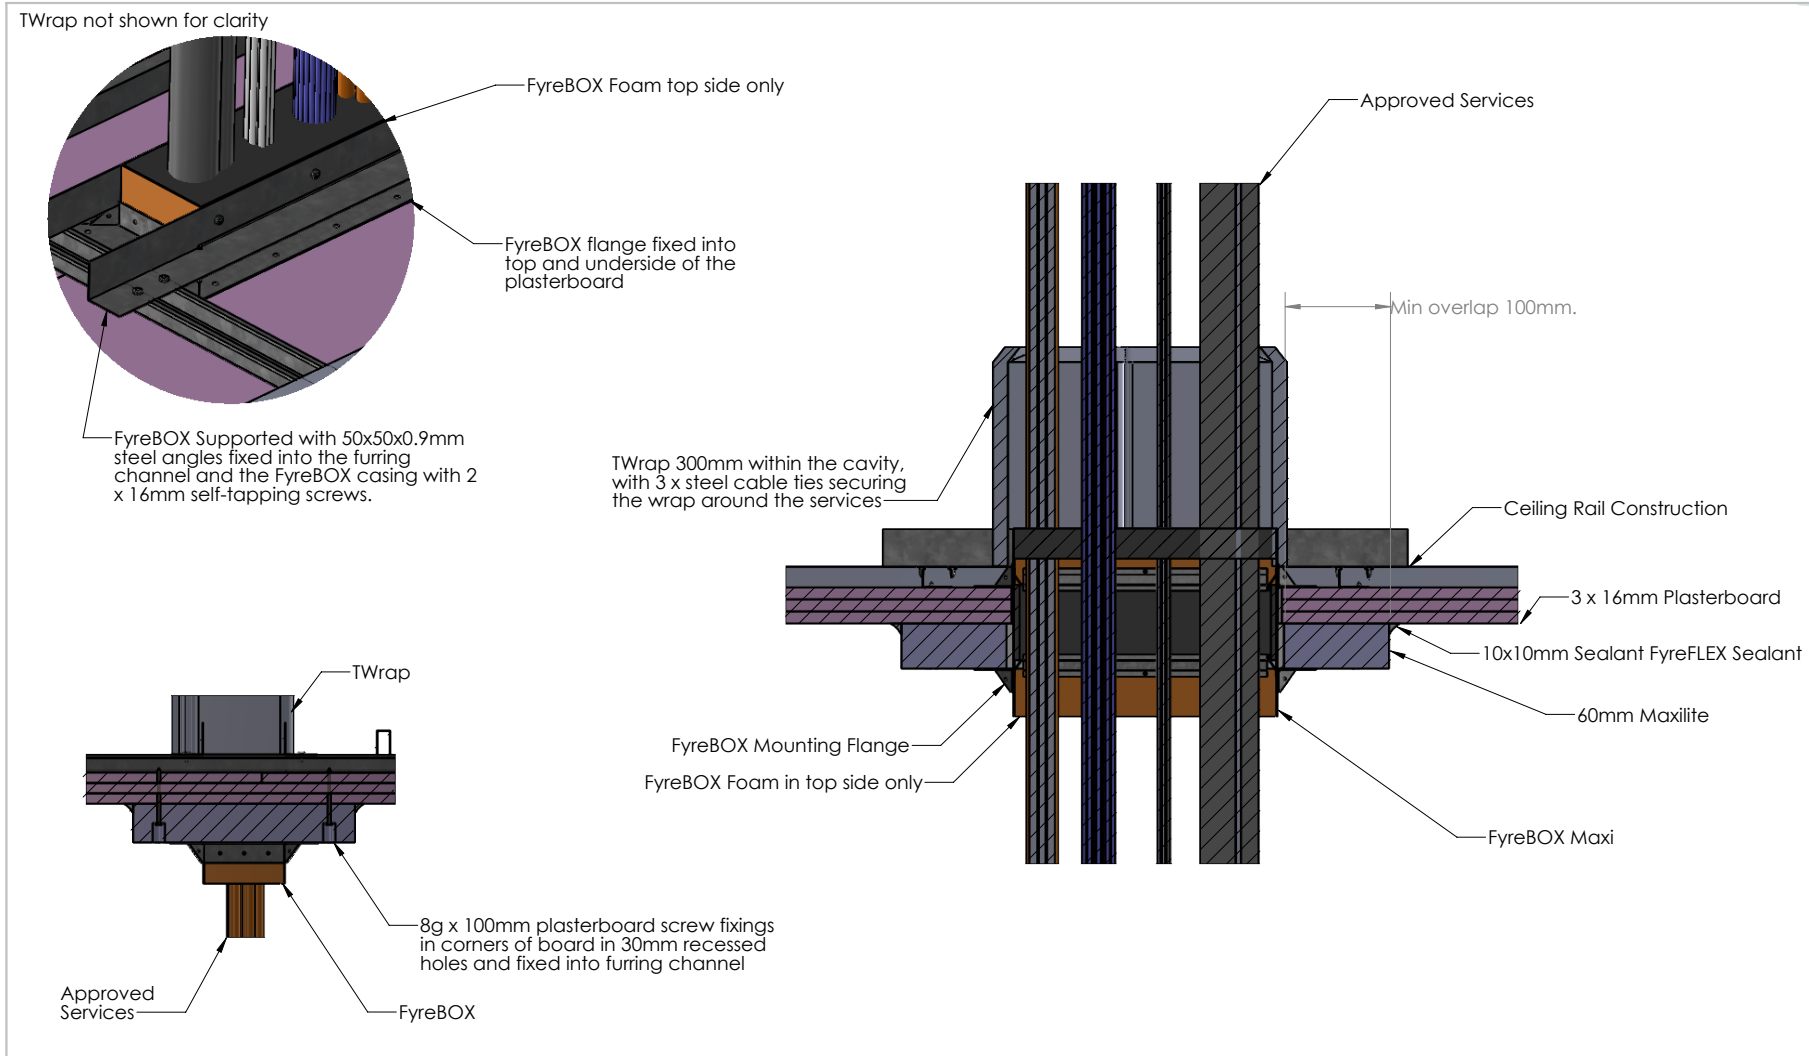 TWrap not shown for clarity
FyreBOX Foam top side only
Approved Services
FyreBOX flange fixed into
top and underside of the
plasterboard
Min overlap 100mm.
FyreBOX Supported with 50x50x0.9mm
steel angles fixed into the furring
channel and the FyreBOX casing with 2
x 16mm self-tapping screws.
TWrap 300mm within the cavity,
with 3 x steel cable ties securing
the wrap around the services
Ceiling Rail Construction
3 x 16mm Plasterboard
10x10mm Sealant FyreFLEX Sealant
TWrap
60mm Maxilite
FyreBOX Mounting Flange
FyreBOX Foam in top side only
FyreBOX Maxi
8g x 100mm plasterboard screw fixings
in corners of board in 30mm recessed
holes and fixed into furring channel
Approved
Services
FyreBOX